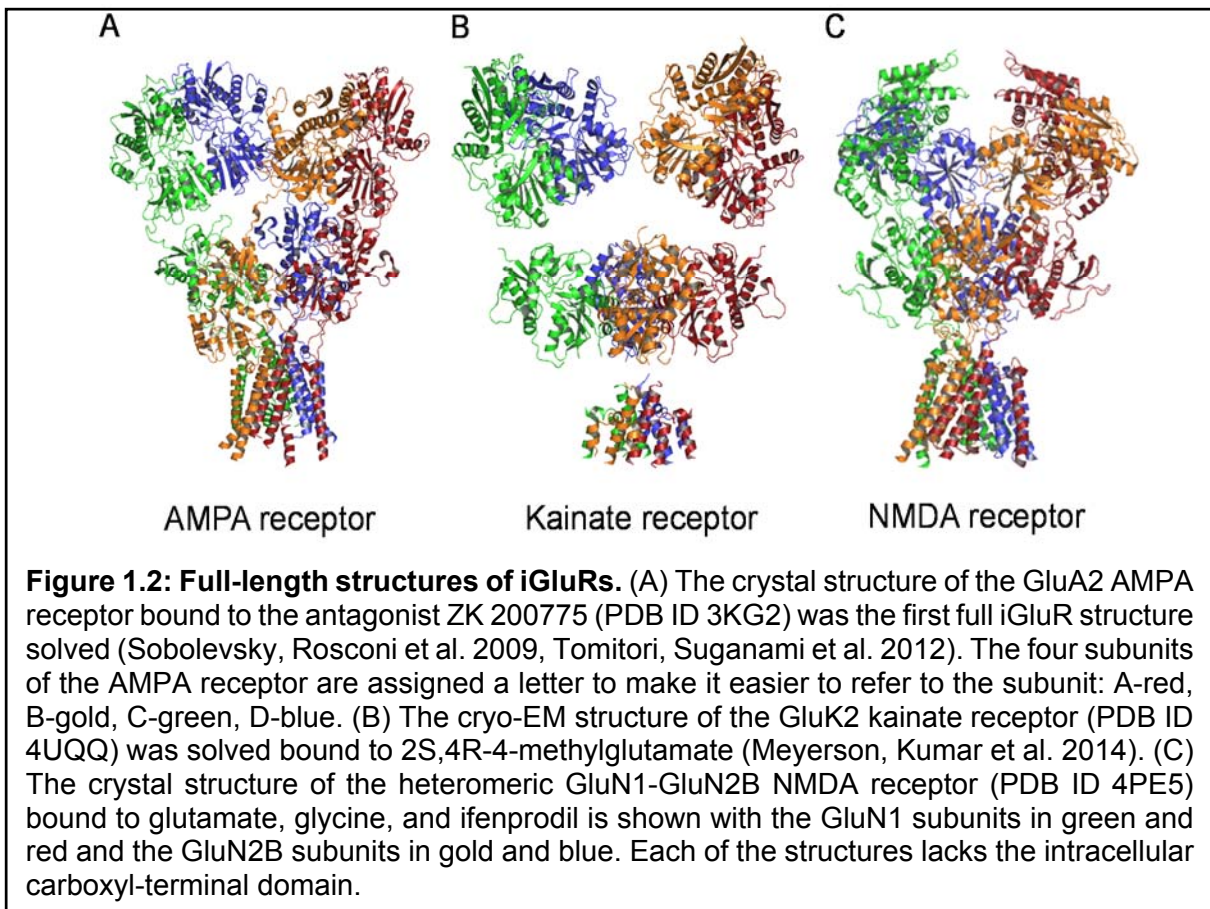 A B C
AMPA receptor Kainate receptor NMDA receptor
Figure 1.2: Full-length structures of iGluRs. (A) The crystal structure of the GluA2 AMPA
receptor bound to the antagonist ZK 200775 (PDB ID 3KG2) was the first full iGluR structure
solved (Sobolevsky, Rosconi et al. 2009, Tomitori, Suganami et al. 2012). The four subunits
of the AMPA receptor are assigned a letter to make it easier to refer to the subunit: A-red,
B-gold, C-green, D-blue. (B) The cryo-EM structure of the GluK2 kainate receptor (PDB ID
4UQQ) was solved bound to 2S,4R-4-methylglutamate (Meyerson, Kumar et al. 2014). (C)
The crystal structure of the heteromeric GluN1-GluN2B NMDA receptor (PDB ID 4PE5)
bound to glutamate, glycine, and ifenprodil is shown with the GluN1 subunits in green and
red and the GluN2B subunits in gold and blue. Each of the structures lacks the intracellular
carboxyl-terminal domain.